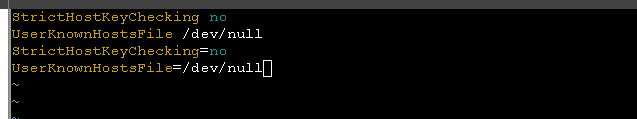 StrictHostKeyChecking no
UserKnownHostsFile /dev/null
StrictHostKeyChecking=no
UserKnownHostsFile=/dev/null
~
~
~